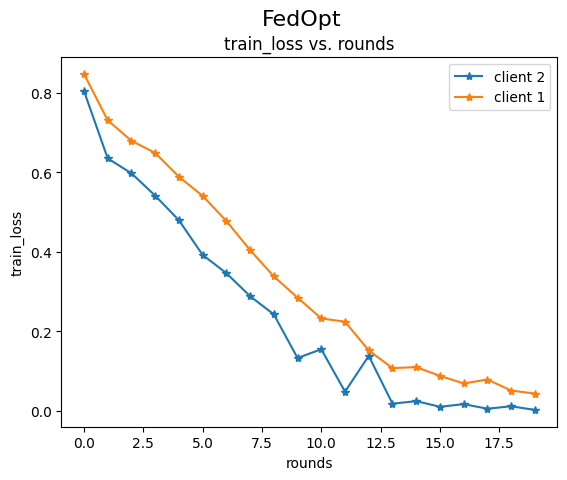 FedOpt
train_loss vs. rounds
client 2
client 1
train_loss
0.8
0.6
0.4
0.2
0.0
0.0 2.5 5.0 7.5 10.0 12.5 15.0 17.5
rounds